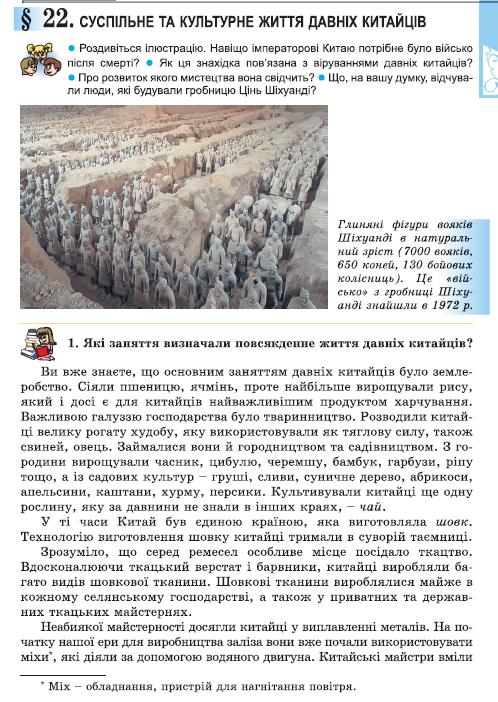 § 22. СУСПІЛЬНЕ ТА КУЛЬТУРНЕ ЖИТТЯ ДАВНІХ КИТАЙЦІВ
● Роздивіться ілюстрацію. Навіщо імператорові Китаю потрібне було військо
після смерті? ● Як ця знахідка пов'язана з віруваннями давніх китайців?
● Про розвиток якого мистецтва вона свідчить? ● Що, на вашу думку, відчува-
ли люди, які будували гробницю Цінь Шіхуанді?
Глиняні фігури вояків
Шіхуанді в натураль-
ний зріст (7000 вояків,
650 коней, 130 бойових
колісниць). Це «вій-
сько» з гробниці Шіху-
анді знайшли в 1972 р.
1. Які заняття визначали повсякденне життя давніх китайців?
Ви вже знаєте, що основним заняттям давніх китайців було земле-
робство. Сіяли пшеницю, ячмінь, проте найбільше вирощували рису,
який і досі є для китайців найважливішим продуктом харчування.
Важливою галуззю господарства було тваринництво. Розводили китай-
ці велику рогату худобу, яку використовували як тяглову силу, також
свиней, овець. Займалися вони й городництвом та садівництвом. З го-
родини вирощували часник, цибулю, черемшу, бамбук, гарбузи, ріпу
тощо, а із садових культур – груші, сливи, суничне дерево, абрикоси,
апельсини, каштани, хурму, персики. Культивували китайці ще одну
рослину, яку за давнини не знали в інших краях, – чай.
У ті часи Китай був єдиною країною, яка виготовляла шовк.
Технологію виготовлення шовку китайці тримали в суворій таємниці.
Зрозуміло, що серед ремесел особливе місце посідало ткацтво.
Вдосконалюючи ткацький верстат і барвники, китайці виробляли ба-
гато видів шовкової тканини. Шовкові тканини вироблялися майже в
кожному селянському господарстві, а також у приватних та держав-
них ткацьких майстернях.
Неабиякої майстерності досягли китайці у виплавленні металів. На по-
чатку нашої ери для виробництва заліза вони вже почали використовувати
міхи*, які діяли за допомогою водяного двигуна. Китайські майстри вміли
* Міх – обладнання, пристрій для нагнітання повітря.